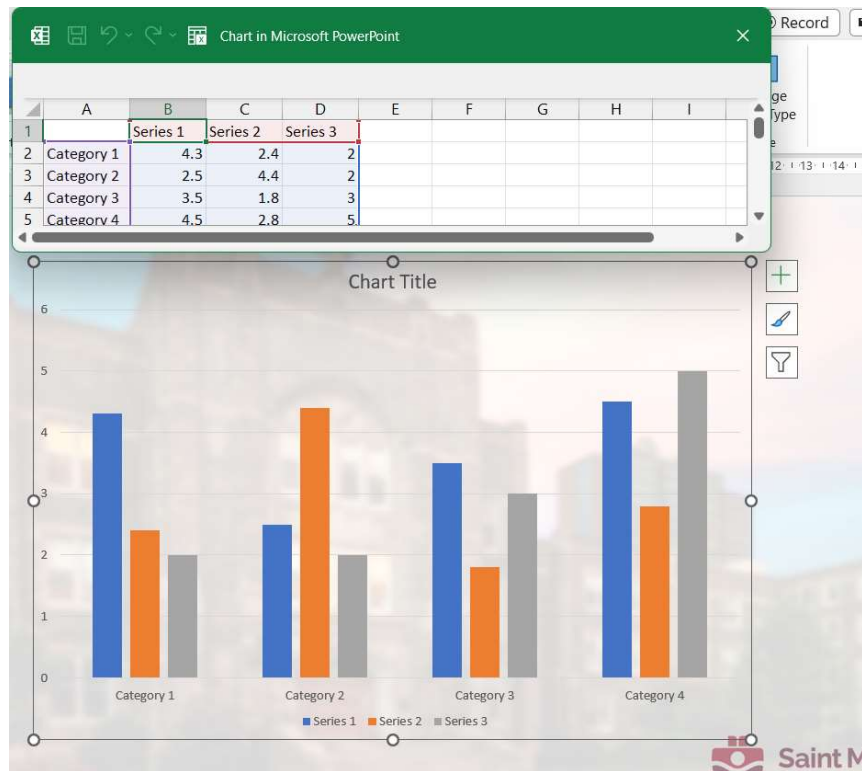 Record
Chart in Microsoft PowerPoint
ge
Type
e
A B C D E F G H I
1 Series 1 Series 2 Series 3
2 Category 1 4.3 2.4 2
3 Category 2 2.5 4.4 2
4 Category 3 3.5 1.8 3
5 Category 4 4.5 2.8 5
12 13 14
Chart Title
6
5
4
3
2
1
0
Category 1 Category 2 Category 3 Category 4
Series 1 Series 2 Series 3
Saint M